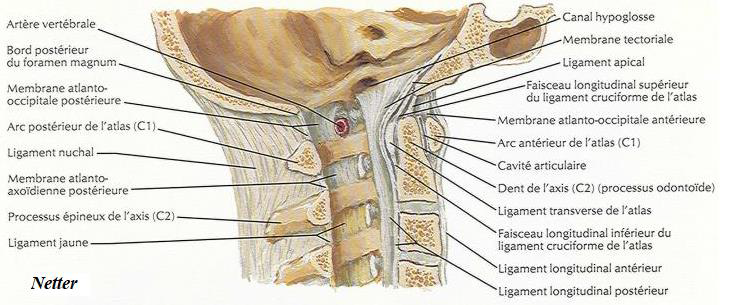 Artère vertébrale
Bord postérieur
du foramen magnum
Membrane atlanto-
occipitale postérieure
Arc postérieur de l'atlas (C1)
Ligament nuchal
Membrane atlanto-
axoïdienne postérieure
Processus épineux de l'axis (C2)
Ligament jaune
Netter
Canal hypoglosse
Membrane tectoriale
Ligament apical
Faisceau longitudinal supérieur
du ligament cruciforme de l'atlas
Membrane atlanto-occipitale antérieure
Arc antérieur de l'atlas (C1)
Cavité articulaire
Dent de l'axis (C2) (processus odontoïde)
Ligament transverse de l'atlas
Faisceau longitudinal inférieur du
ligament cruciforme de l'atlas
Ligament longitudinal antérieur
Ligament longitudinal postérieur